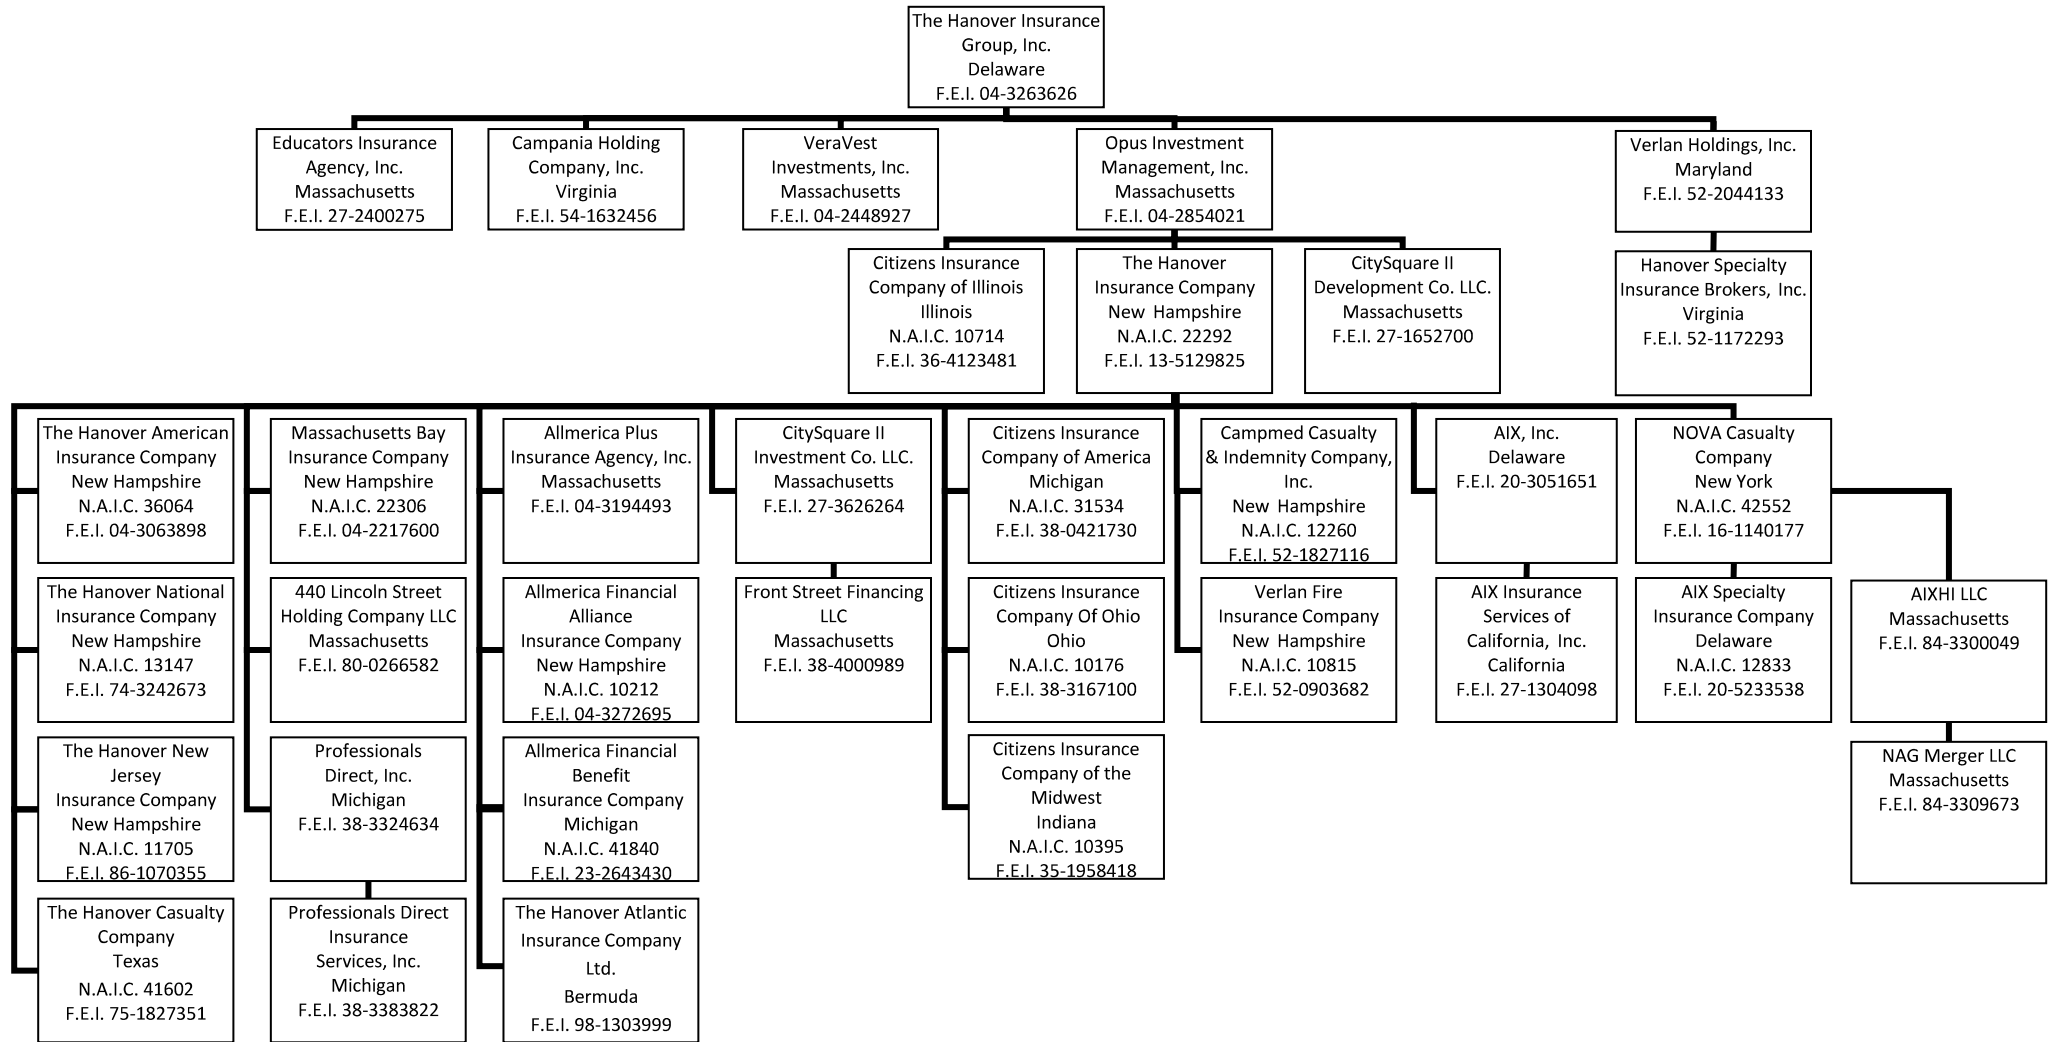 The Hanover Insurance
Group, Inc.
Delaware
F.E.I. 04-3263626
Educators Insurance
Agency, Inc.
Massachusetts
F.E.I. 27-2400275
Campania Holding
Company, Inc.
Virginia
F.E.I. 54-1632456
VeraVest
Investments, Inc.
Massachusetts
F.E.I. 04-2448927
Opus Investment
Management, Inc.
Massachusetts
F.E.I. 04-2854021
Verlan Holdings, Inc.
Maryland
F.E.I. 52-2044133
Citizens Insurance
Company of Illinois
Illinois
N.A.I.C. 10714
F.E.I. 36-4123481
The Hanover
Insurance Company
New Hampshire
N.A.I.C. 22292
F.E.I. 13-5129825
CitySquare II
Development Co. LLC.
Massachusetts
F.E.I. 27-1652700
Hanover Specialty
Insurance Brokers, Inc.
Virginia
F.E.I. 52-1172293
The Hanover American
Insurance Company
New Hampshire
N.A.I.C. 36064
F.E.I. 04-3063898
Massachusetts Bay
Insurance Company
New Hampshire
N.A.I.C. 22306
F.E.I. 04-2217600
Allmerica Plus
Insurance Agency, Inc.
Massachusetts
F.E.I. 04-3194493
CitySquare II
Investment Co. LLC.
Massachusetts
F.E.I. 27-3626264
Citizens Insurance
Company of America
Michigan
N.A.I.C. 31534
F.E.I. 38-0421730
Campmed Casualty
& Indemnity Company,
Inc.
New Hampshire
N.A.I.C. 12260
F.E.I. 52-1827116
AIX, Inc.
Delaware
F.E.I. 20-3051651
NOVA Casualty
Company
New York
N.A.I.C. 42552
F.E.I. 16-1140177
The Hanover National
Insurance Company
New Hampshire
N.A.I.C. 13147
F.E.I. 74-3242673
440 Lincoln Street
Holding Company LLC
Massachusetts
F.E.I. 80-0266582
Allmerica Financial
Alliance
Insurance Company
New Hampshire
N.A.I.C. 10212
F.E.I. 04-3272695
Front Street Financing
LLC
Massachusetts
F.E.I. 38-4000989
Citizens Insurance
Company Of Ohio
Ohio
N.A.I.C. 10176
F.E.I. 38-3167100
Verlan Fire
Insurance Company
New Hampshire
N.A.I.C. 10815
F.E.I. 52-0903682
AIX Insurance
Services of
California, Inc.
California
F.E.I. 27-1304098
AIX Specialty
Insurance Company
Delaware
N.A.I.C. 12833
F.E.I. 20-5233538
AIXHI LLC
Massachusetts
F.E.I. 84-3300049
The Hanover New
Jersey
Insurance Company
New Hampshire
N.A.I.C. 11705
F.E.I. 86-1070355
Professionals
Direct, Inc.
Michigan
F.E.I. 38-3324634
Allmerica Financial
Benefit
Insurance Company
Michigan
N.A.I.C. 41840
F.E.I. 23-2643430
Citizens Insurance
Company of the
Midwest
Indiana
N.A.I.C. 10395
F.E.I. 35-1958418
NAG Merger LLC
Massachusetts
F.E.I. 84-3309673
The Hanover Casualty
Company
Texas
N.A.I.C. 41602
F.E.I. 75-1827351
Professionals Direct
Insurance
Services, Inc.
Michigan
F.E.I. 38-3383822
The Hanover Atlantic
Insurance Company
Ltd.
Bermuda
F.E.I. 98-1303999